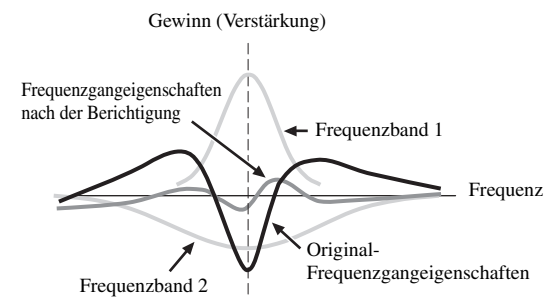 Gewinn (Verstärkung)
Frequenzgangeigenschaften
nach der Berichtigung
Frequenzband 1
Frequenz
Original-
Frequenzgangeigenschaften
Frequenzband 2